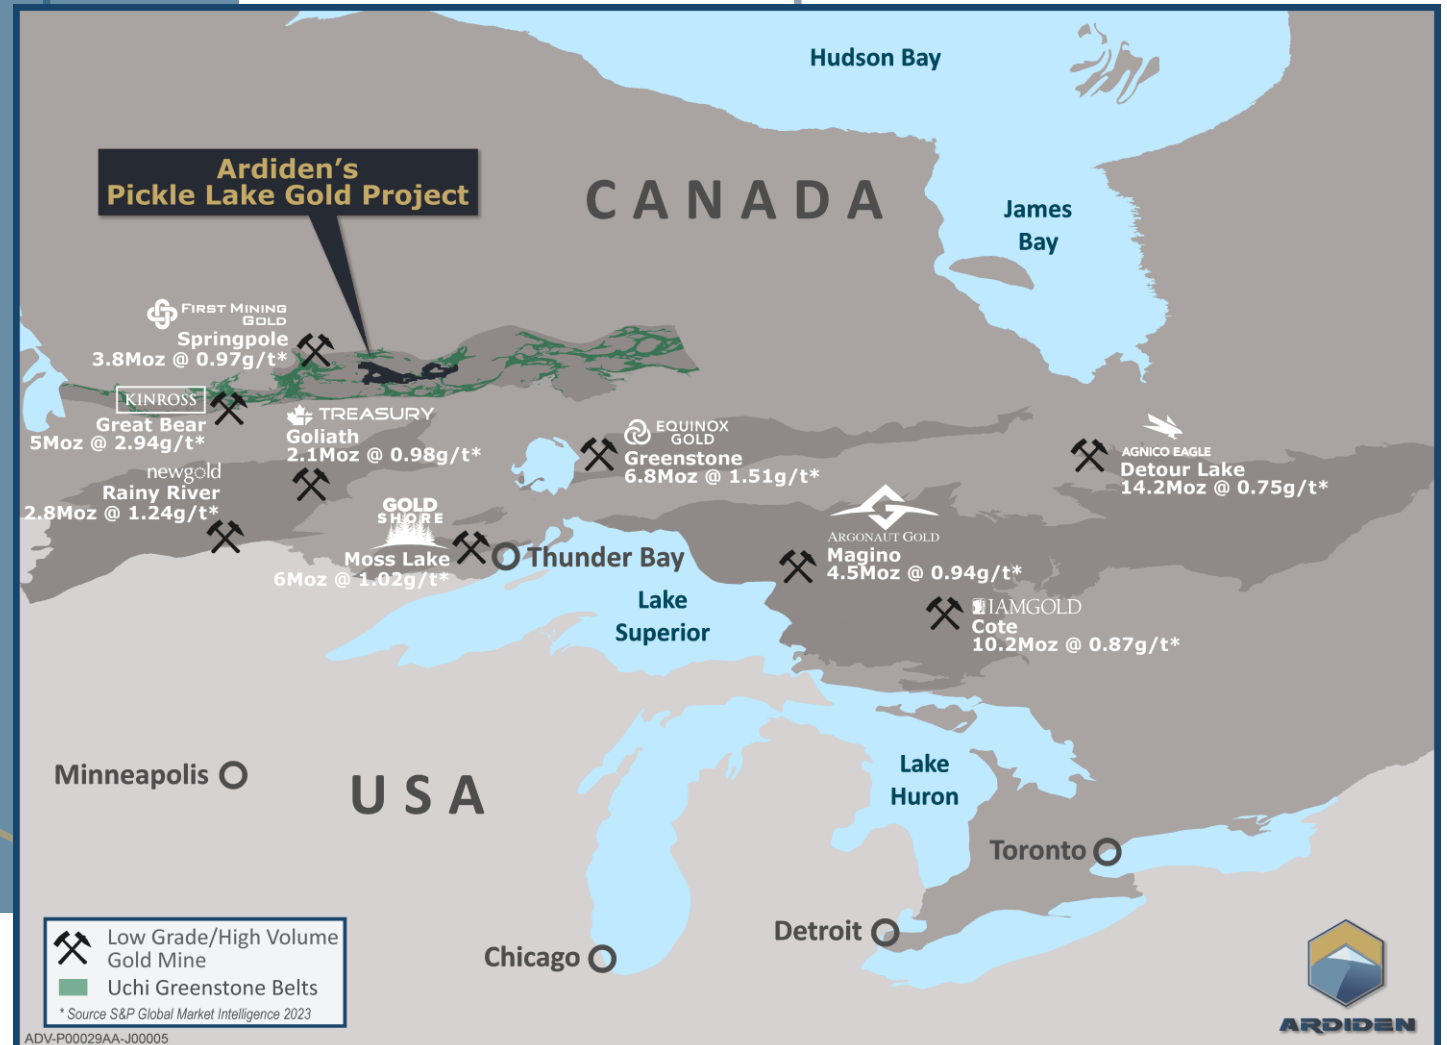 Hudson Bay
Ardiden's
Pickle Lake Gold Project
CANADA
James
Bay
FIRST MINING
GOLD
Springpole
3.8Moz @ 0.97g/t*
KINROSS
Great Bear
5Moz @ 2.94g/t*
TREASURY
Goliath
2.1Moz @ 0.98g/t*
EQUINOX
GOLD
Greenstone
6.8Moz @ 1.51g/t*
AGNICO EAGLE
Detour Lake
14.2Moz @ 0.75g/t*
newgold
Rainy River
2.8Moz @ 1.24g/t*
GOLD
SHORE
Moss Lake
6Moz @ 1.02g/t*
Thunder Bay
ARGONAUT GOLD
Magino
4.5Moz @ 0.94g/t*
Lake
Superior
IAMGOLD
Cote
10.2Moz @ 0.87g/t*
Minneapolis
USA
Lake
Huron
Toronto
Detroit
Chicago
Low Grade/High Volume
Gold Mine
Uchi Greenstone Belts
* Source S&P Global Market Intelligence 2023
ADV-P00029AA-J00005
ARDIDEN